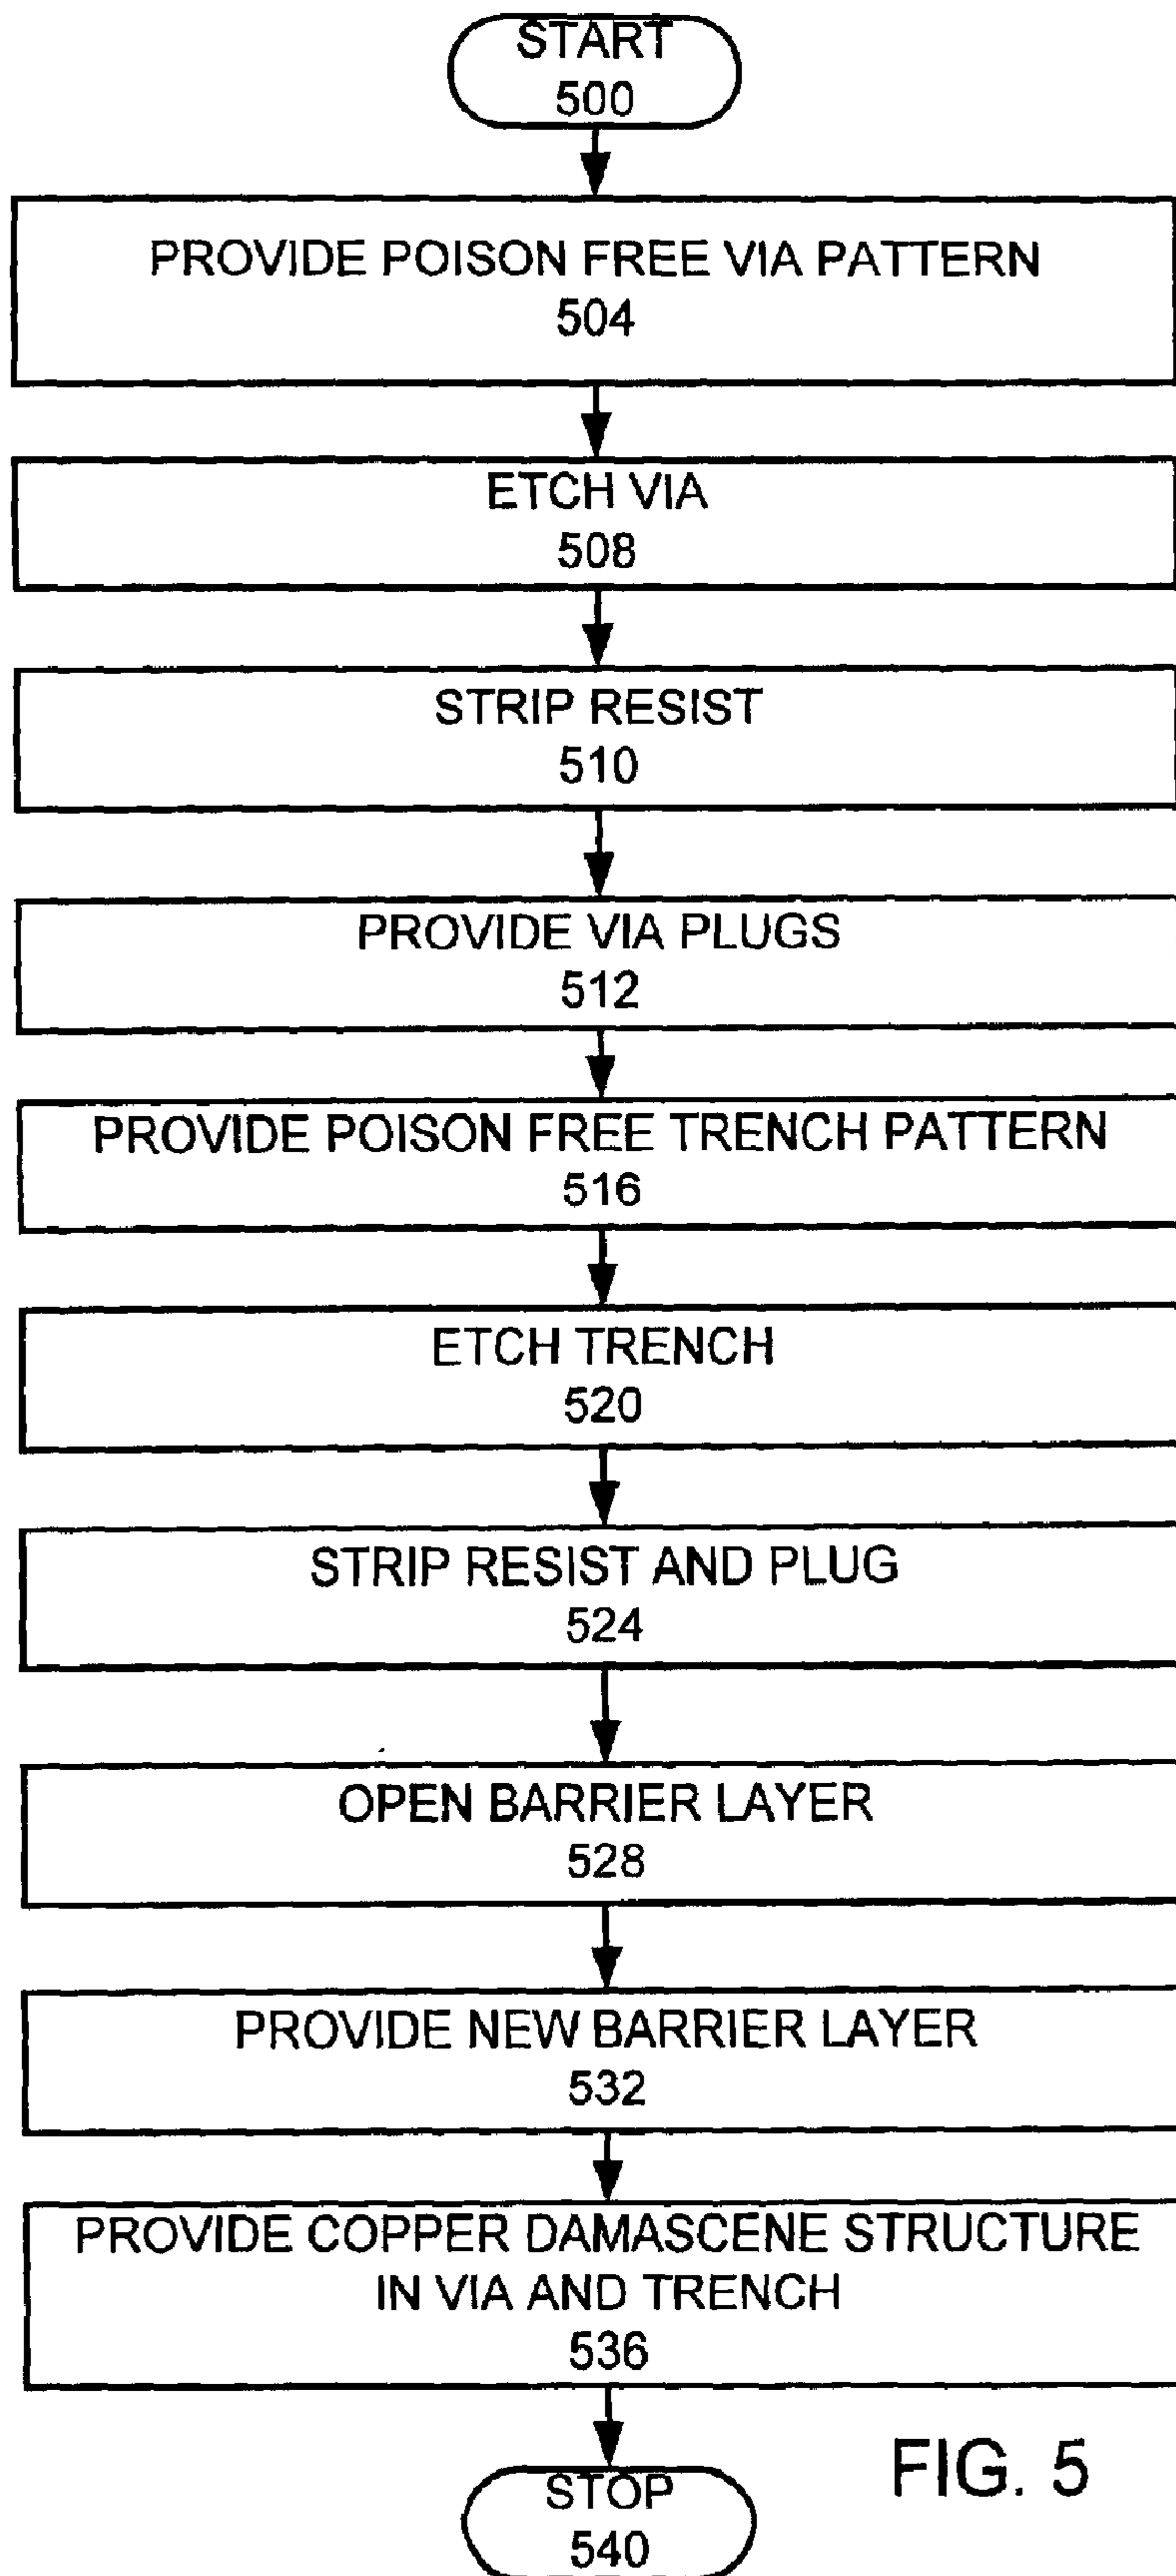 START
500
PROVIDE POISON FREE VIA PATTERN
504
ETCH VIA
508
STRIP RESIST
510
PROVIDE VIA PLUGS
512
PROVIDE POISON FREE TRENCH PATTERN
516
ETCH TRENCH
520
STRIP RESIST AND PLUG
524
OPEN BARRIER LAYER
528
PROVIDE NEW BARRIER LAYER
532
PROVIDE COPPER DAMASCENE STRUCTURE
IN VIA AND TRENCH
536
STOP
540
FIG. 5